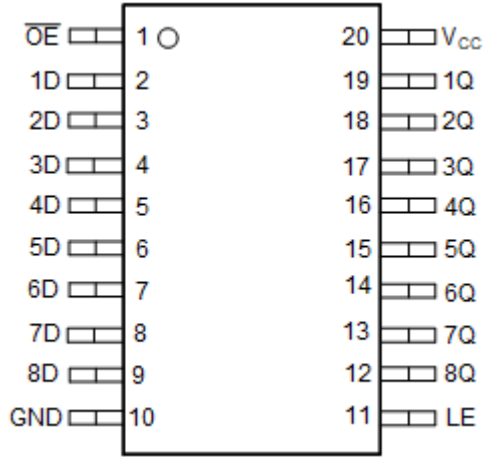 O̅E̅ 1 20 VCC
1D 2 19 1Q
2D 3 18 2Q
3D 4 17 3Q
4D 5 16 4Q
5D 6 15 5Q
6D 7 14 6Q
7D 8 13 7Q
8D 9 12 8Q
GND 10 11 LE